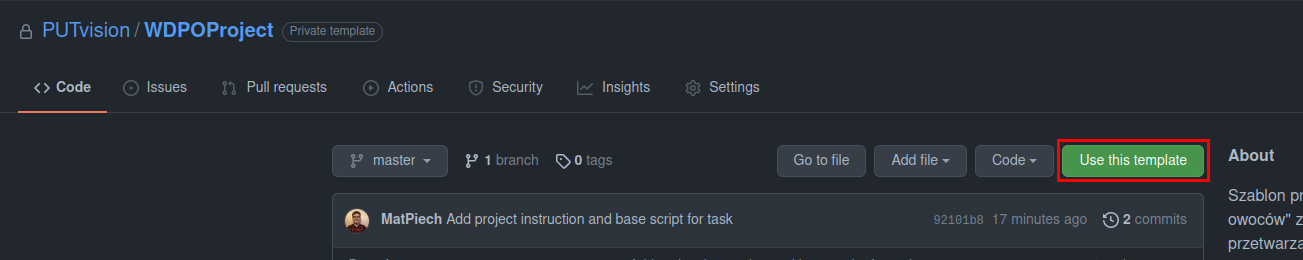 PUTvision / WDPOProject Private template
Code Issues Pull requests Actions Security Insights Settings
master 1 branch 0 tags Go to file Add file Code Use this template
About
MatPiech Add project instruction and base script for task 92101b8 17 minutes ago 2 commits
Szablon pr
owoców" z
przetwarza